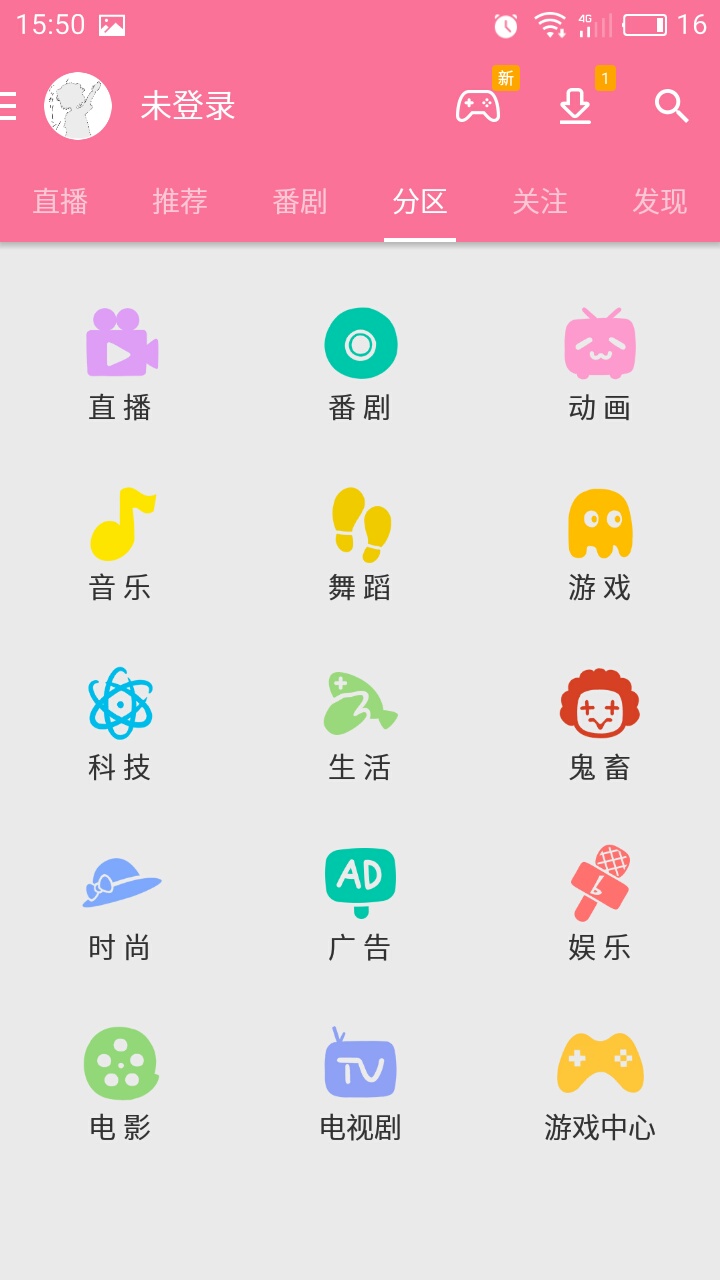 15:50 4G 16
新 1
未登录
直播 推荐 番剧 分区 关注 发现
直播 番剧 动画
音乐 舞蹈 游戏
科技 生活 鬼畜
AD
时尚 广告 娱乐
TV
电影 电视剧 游戏中心